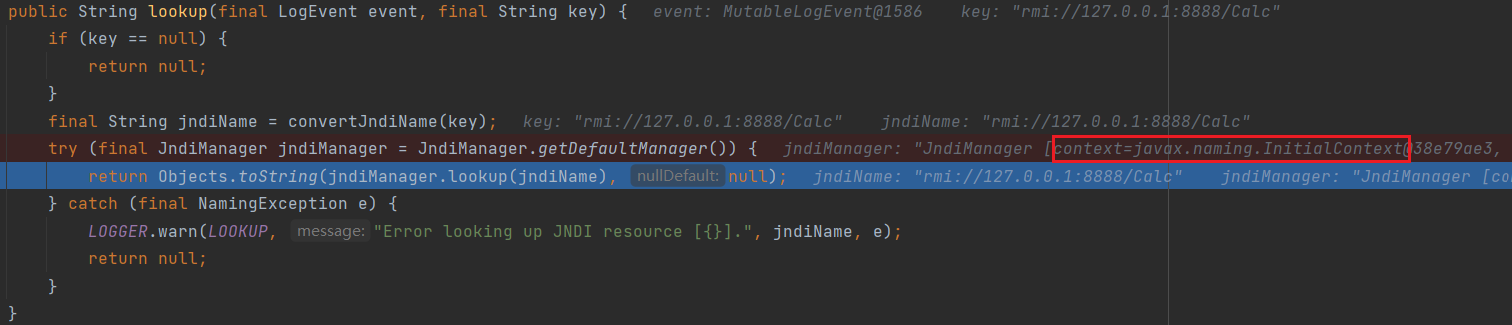 public String lookup(final LogEvent event, final String key) {   event: MutableLogEvent@1586    key: "rmi://127.0.0.1:8888/Calc"
    if (key == null) {
        return null;
    }
    final String jndiName = convertJndiName(key);   key: "rmi://127.0.0.1:8888/Calc"    jndiName: "rmi://127.0.0.1:8888/Calc"
    try (final JndiManager jndiManager = JndiManager.getDefaultManager()) {   jndiManager: "JndiManager [context=javax.naming.InitialContext@38e79ae3,
        return Objects.toString(jndiManager.lookup(jndiName), nullDefault: null);   jndiName: "rmi://127.0.0.1:8888/Calc"    jndiManager: "JndiManager [co
    } catch (final NamingException e) {
        LOGGER.warn(LOOKUP, message: "Error looking up JNDI resource [{}].", jndiName, e);
        return null;
    }
}